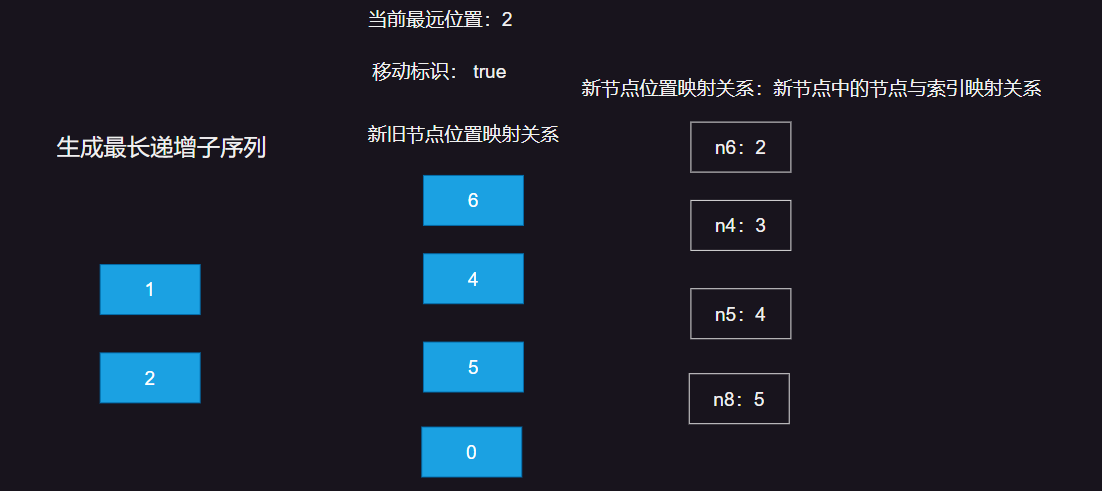 当前最远位置：2
移动标识： true
新节点位置映射关系：新节点中的节点与索引映射关系
新旧节点位置映射关系
生成最长递增子序列
n6：2
6
n4：3
4
1
n5：4
5
2
n8：5
0